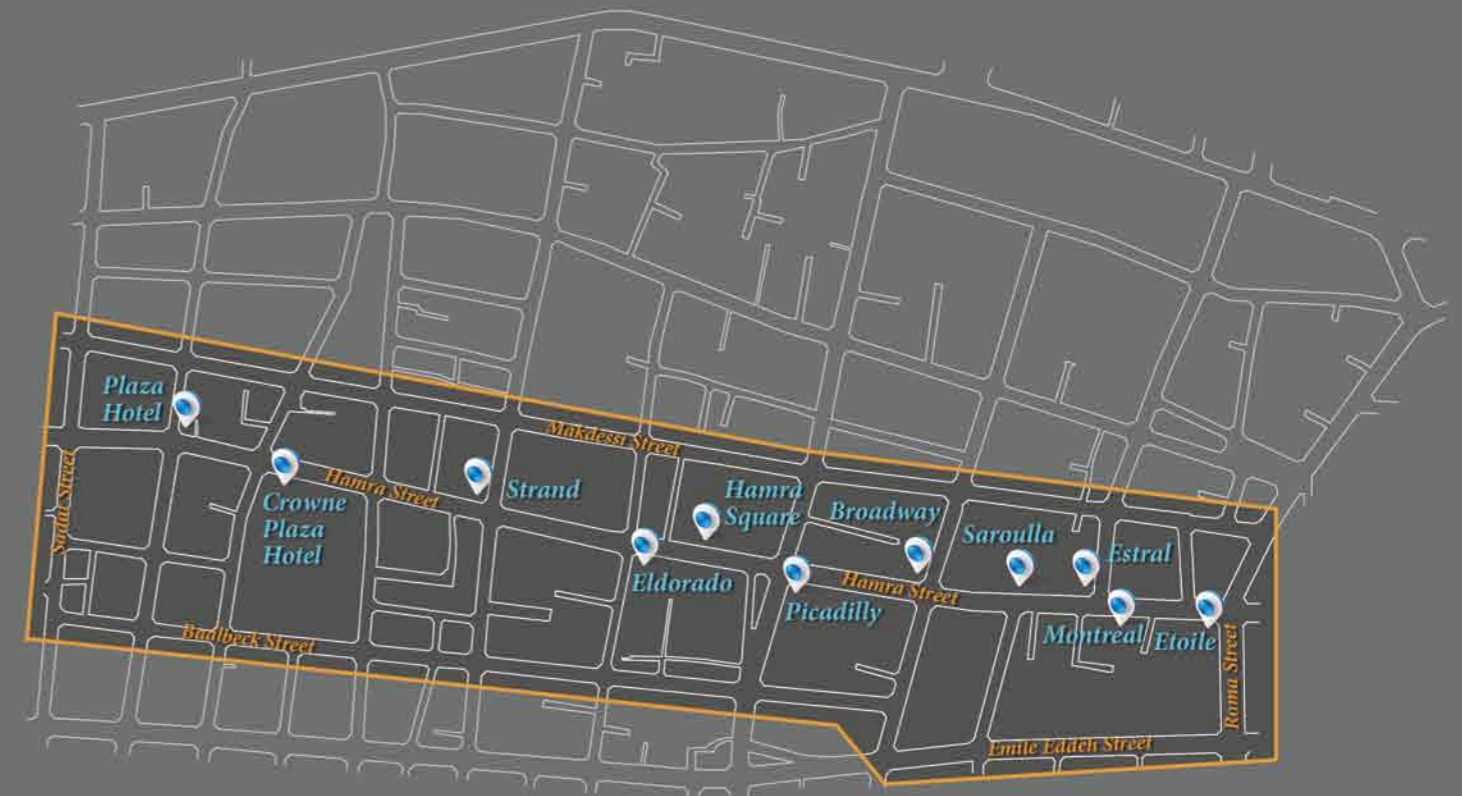 Plaza
Hotel
Makdessi Street
Sadat Street
Crowne
Plaza
Hotel
Hamra Street
Strand
Hamra
Square
Broadway
Saroulla
Estral
Eldorado
Picadilly
Hamra Street
Montreal
Etoile
Baalbeck Street
Roma Street
Emile Eddeh Street